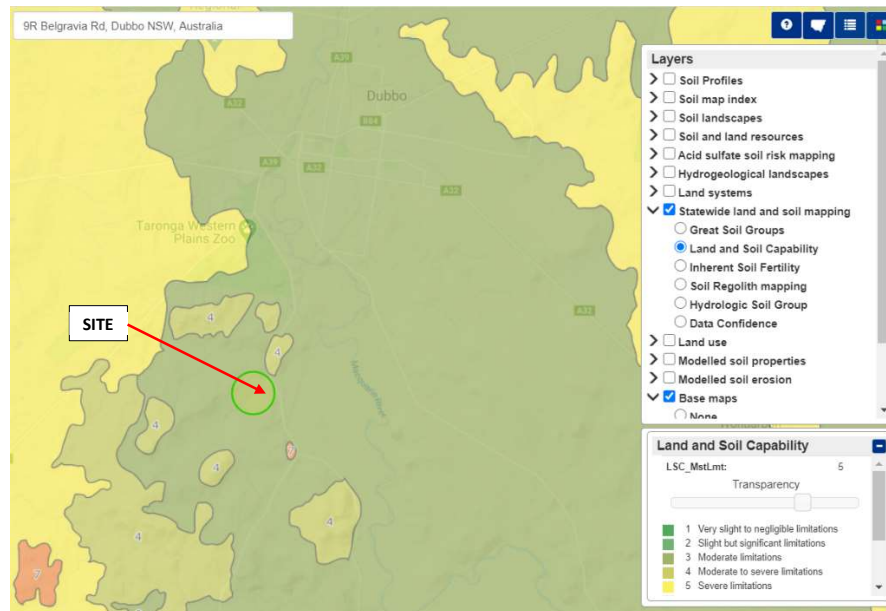 9R Belgravia Rd, Dubbo NSW, Australia
A39
Dubbo
A32
B84
A39
A32
A32
Taronga Western
Plains Zoo
A32
SITE
4
4
Macquarie River
4
4
4
4
7
7
Layers
Soil Profiles
Soil map index
Soil landscapes
Soil and land resources
Acid sulfate soil risk mapping
Hydrogeological landscapes
Land systems
Statewide land and soil mapping
Great Soil Groups
Land and Soil Capability
Inherent Soil Fertility
Soil Regolith mapping
Hydrologic Soil Group
Data Confidence
Land use
Modelled soil properties
Modelled soil erosion
Base maps
None
Land and Soil Capability
LSC_MstLmt: 5
Transparency
1 Very slight to negligible limitations
2 Slight but significant limitations
3 Moderate limitations
4 Moderate to severe limitations
5 Severe limitations